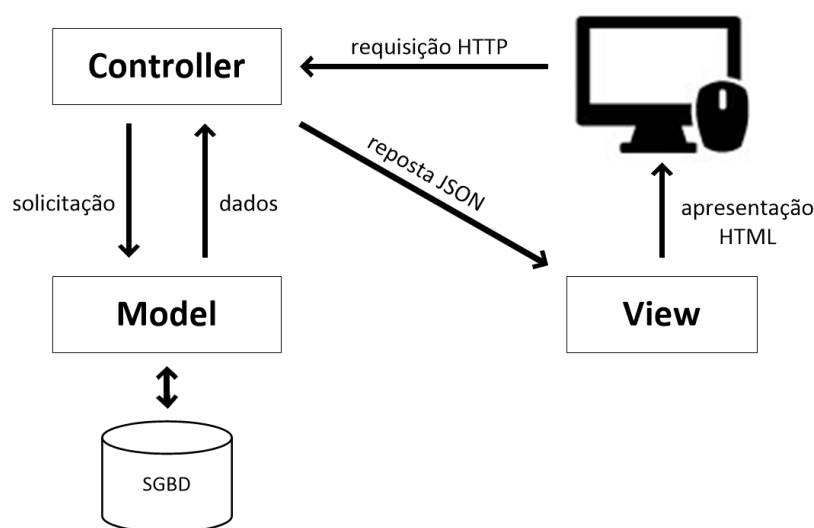 requisição HTTP
Controller
reposta JSON
solicitação
dados
apresentação
HTML
Model
View
SGBD